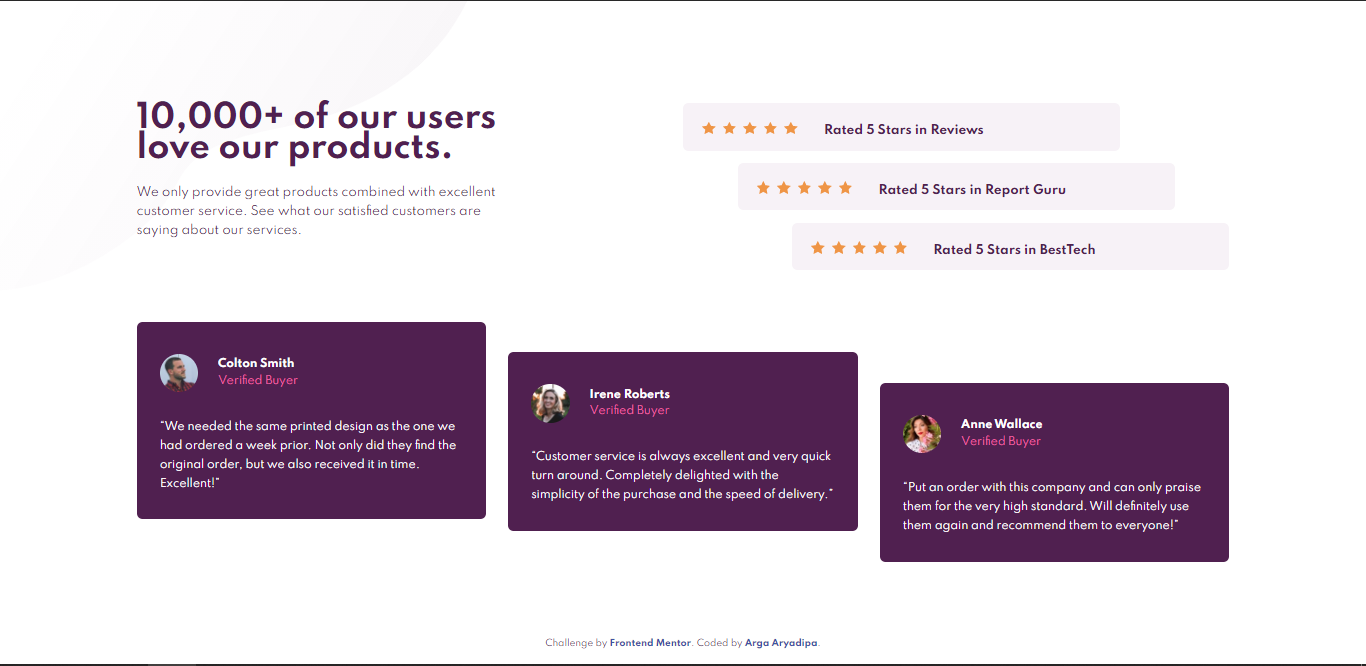 10,000+ of our users
love our products.
We only provide great products combined with excellent
customer service. See what our satisfied customers are
saying about our services.
Rated 5 Stars in Reviews
Rated 5 Stars in Report Guru
Rated 5 Stars in BestTech
Colton Smith
Verified Buyer
“We needed the same printed design as the one we
had ordered a week prior. Not only did they find the
original order, but we also received it in time.
Excellent!”
Irene Roberts
Verified Buyer
“Customer service is always excellent and very quick
turn around. Completely delighted with the
simplicity of the purchase and the speed of delivery.”
Anne Wallace
Verified Buyer
“Put an order with this company and can only praise
them for the very high standard. Will definitely use
them again and recommend them to everyone!”
Challenge by Frontend Mentor. Coded by Arga Aryadipa.